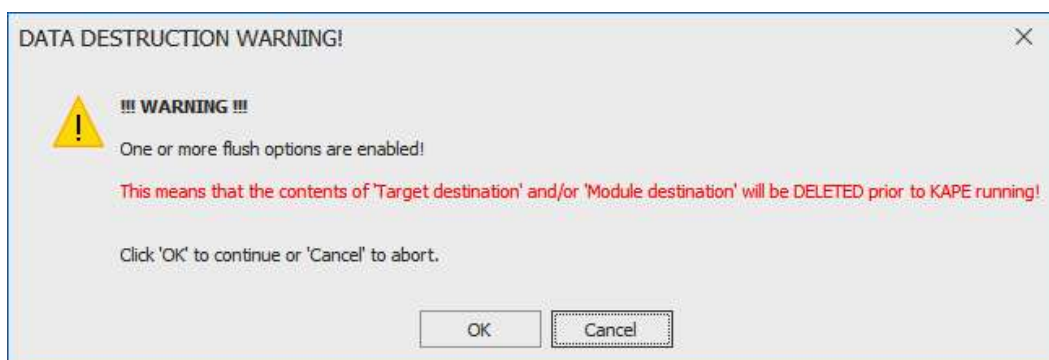 DATA DESTRUCTION WARNING!
!!! WARNING !!!
One or more flush options are enabled!
This means that the contents of 'Target destination' and/or 'Module destination' will be DELETED prior to KAPE running!
Click 'OK' to continue or 'Cancel' to abort.
OK Cancel